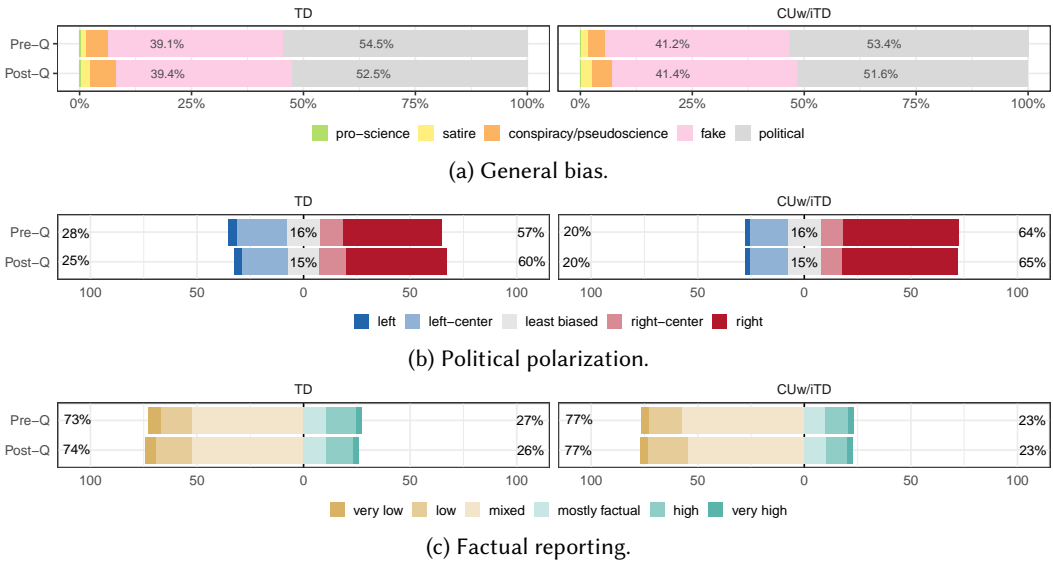 TD CUw/iTD
Pre−Q 39.1% 54.5% 41.2% 53.4%
Post−Q 39.4% 52.5% 41.4% 51.6%
0% 25% 50% 75% 100% 0% 25% 50% 75% 100%
pro−science satire conspiracy/pseudoscience fake political
(a) General bias.
TD CUw/iTD
Pre−Q 28% 16% 57% 20% 16% 64%
Post−Q 25% 15% 60% 20% 15% 65%
100 50 0 50 100 100 50 0 50 100
left left−center least biased right−center right
(b) Political polarization.
TD CUw/iTD
Pre−Q 73% 27% 77% 23%
Post−Q 74% 26% 77% 23%
100 50 0 50 100 100 50 0 50 100
very low low mixed mostly factual high very high
(c) Factual reporting.